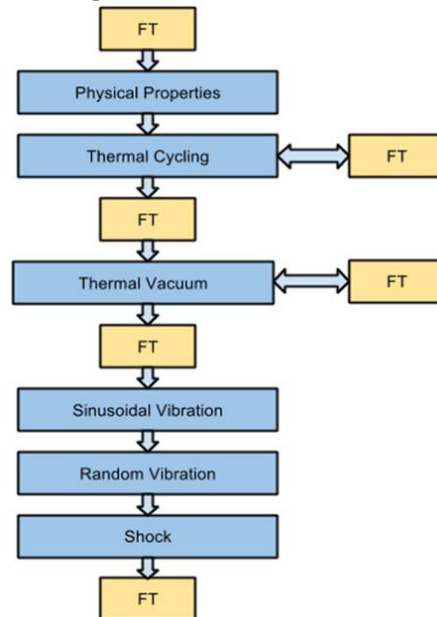 FT
Physical Properties
Thermal Cycling
FT
FT
Thermal Vacuum
FT
FT
Sinusoidal Vibration
Random Vibration
Shock
FT